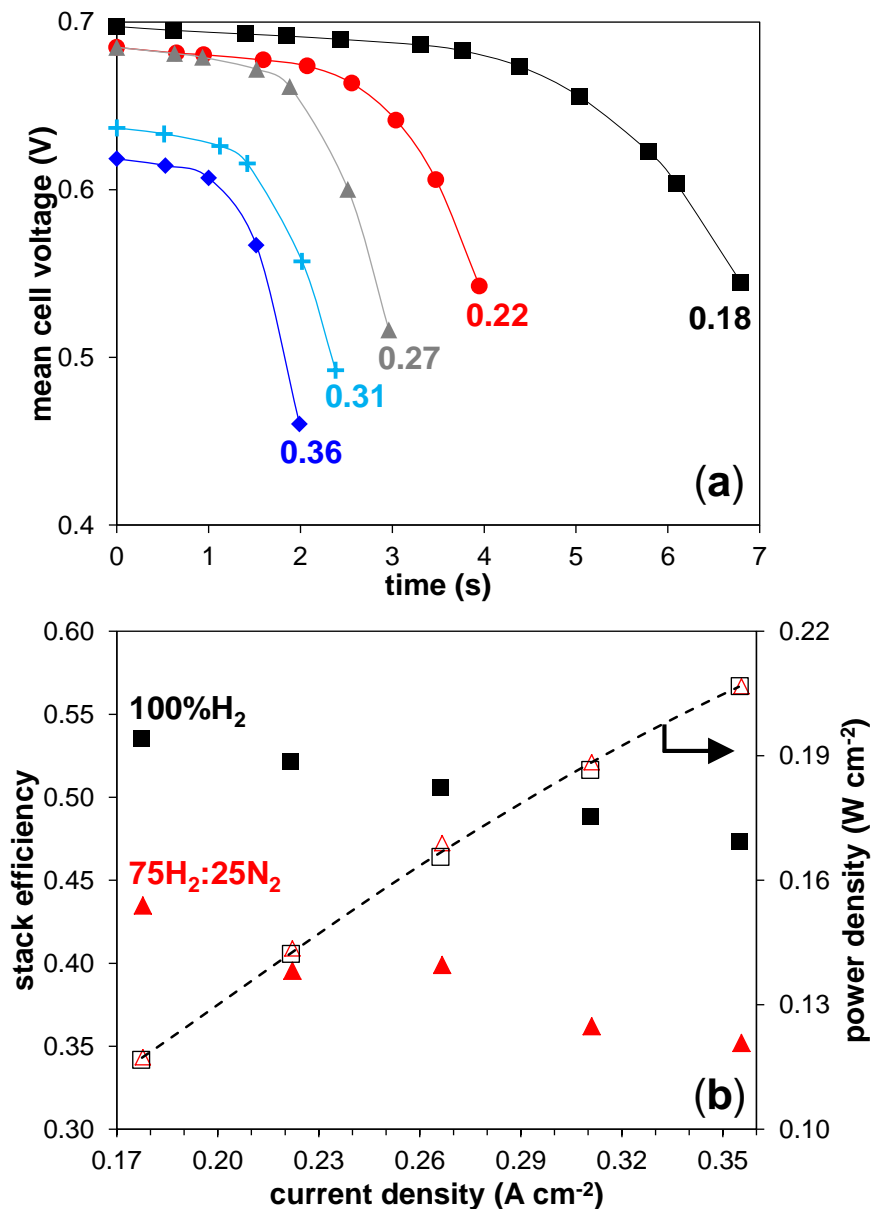 0.7
0.6
0.5
0.4
mean cell voltage (V)
0.18
0.22
0.27
0.31
0.36
(a)
0 1 2 3 4 5 6 7
time (s)
0.60
0.55
0.50
0.45
0.40
0.35
0.30
stack efficiency
100%H₂
75H₂:25N₂
0.22
0.19
0.16
0.13
0.10
power density (W cm⁻²)
(b)
0.17 0.20 0.23 0.26 0.29 0.32 0.35
current density (A cm⁻²)